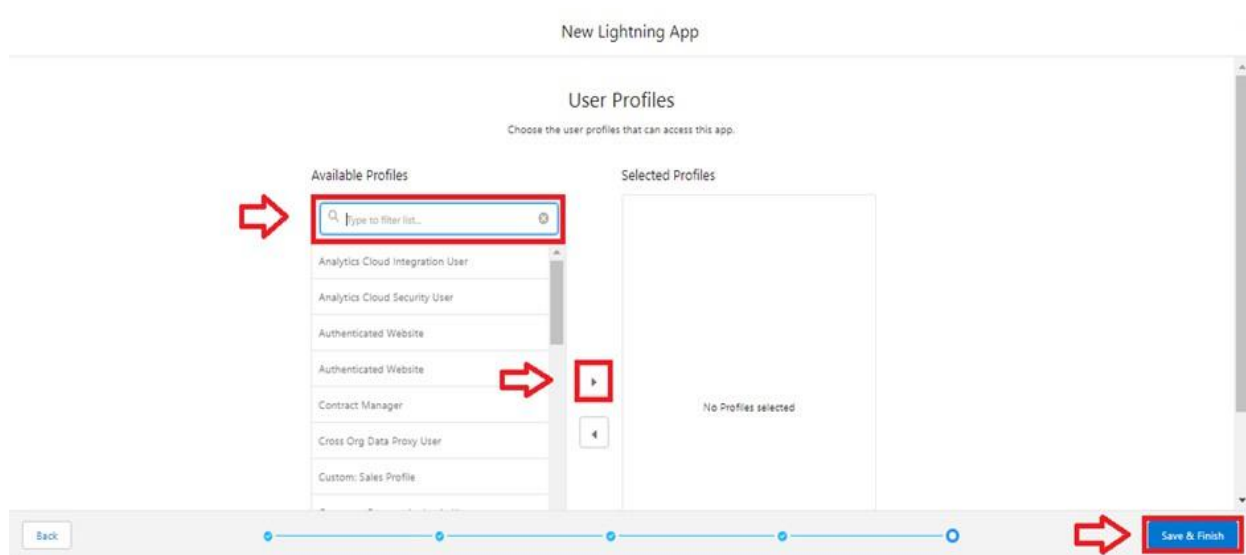 New Lightning App
User Profiles
Choose the user profiles that can access this app.
Available Profiles
Selected Profiles
Type to filter list...
Analytics Cloud Integration User
Analytics Cloud Security User
Authenticated Website
Authenticated Website
Contract Manager
Cross Org Data Proxy User
Custom: Sales Profile
No Profiles selected
Back
Save & Finish